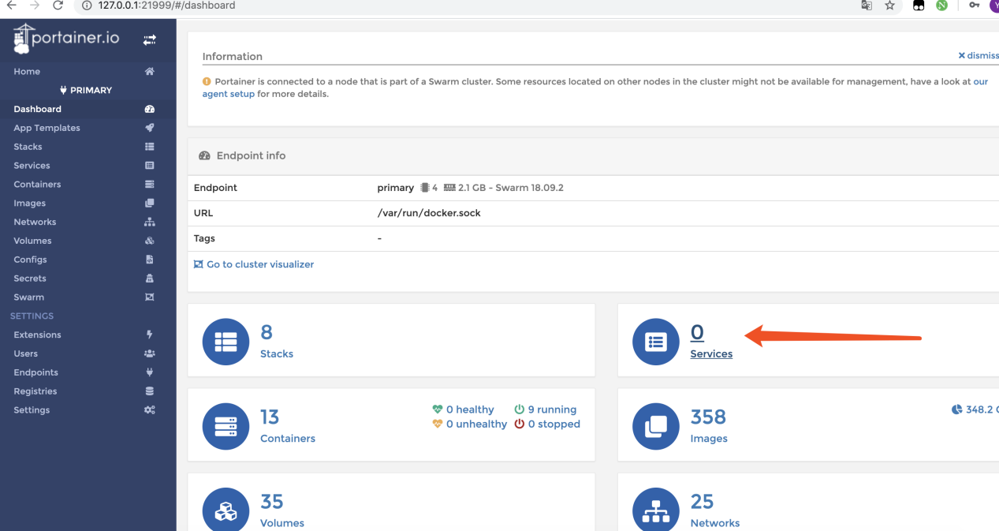 127.0.0.1:21999/#/dashboard
portainer.io
Home
PRIMARY
Dashboard
App Templates
Stacks
Services
Containers
Images
Networks
Volumes
Configs
Secrets
Swarm
SETTINGS
Extensions
Users
Endpoints
Registries
Settings
Information
dismiss
Portainer is connected to a node that is part of a Swarm cluster. Some resources located on other nodes in the cluster might not be available for management, have a look at our
agent setup for more details.
Endpoint info
Endpoint primary 4 2.1 GB - Swarm 18.09.2
URL /var/run/docker.sock
Tags -
Go to cluster visualizer
8
Stacks
0
Services
13
Containers
0 healthy 9 running
0 unhealthy 0 stopped
358
Images
348.2
35
Volumes
25
Networks